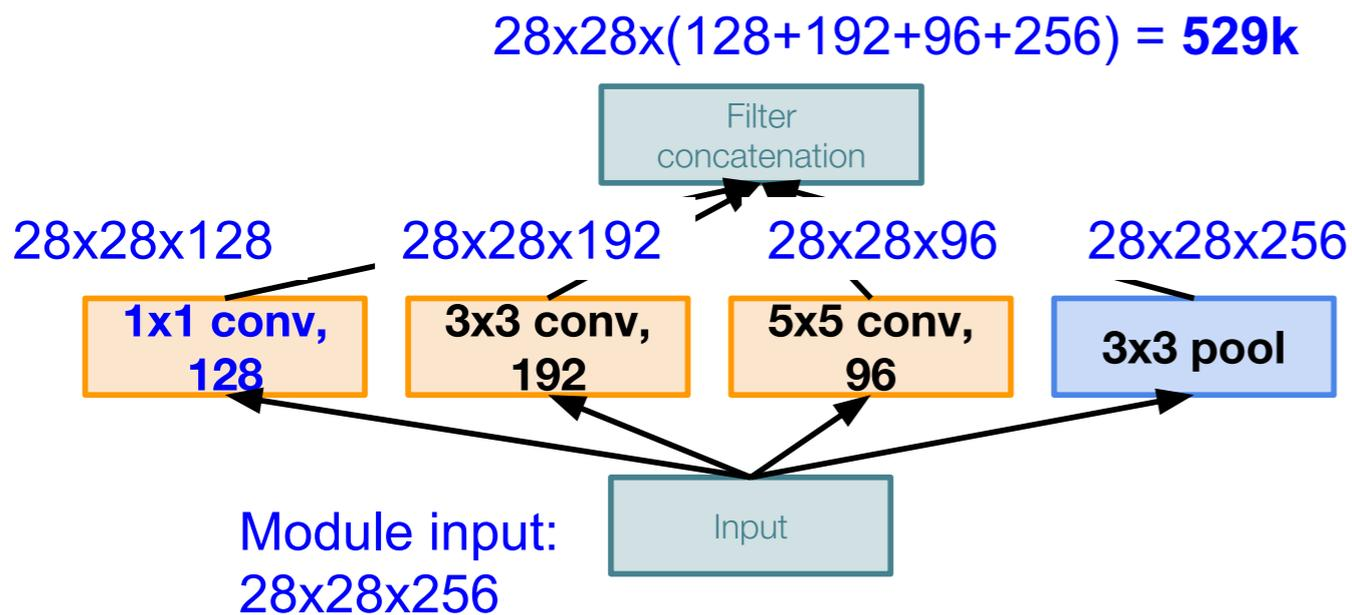 28x28x(128+192+96+256) = 529k
Filter
concatenation
28x28x128
28x28x192
28x28x96
28x28x256
1x1 conv,
128
3x3 conv,
192
5x5 conv,
96
3x3 pool
Input
Module input:
28x28x256